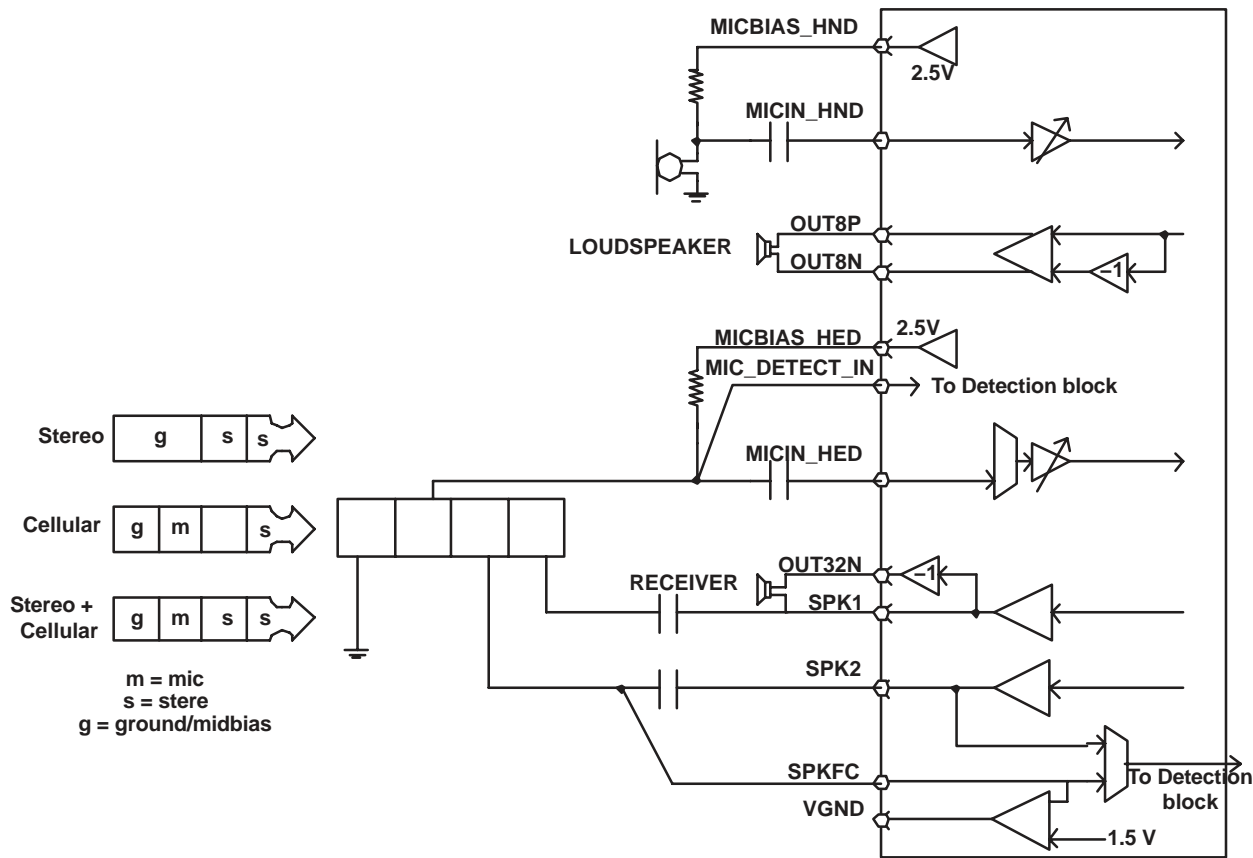 MICBIAS_HND
2.5V
MICIN_HND
OUT8P
LOUDSPEAKER
OUT8N
–1
MICBIAS_HED
2.5V
MIC_DETECT_IN
To Detection block
Stereo
g
s
s
MICIN_HED
Cellular
g
m
s
OUT32N
–1
RECEIVER
SPK1
Stereo +
Cellular
g
m
s
s
m = mic
s = stere
g = ground/midbias
SPK2
SPKFC
To Detection
block
VGND
1.5 V